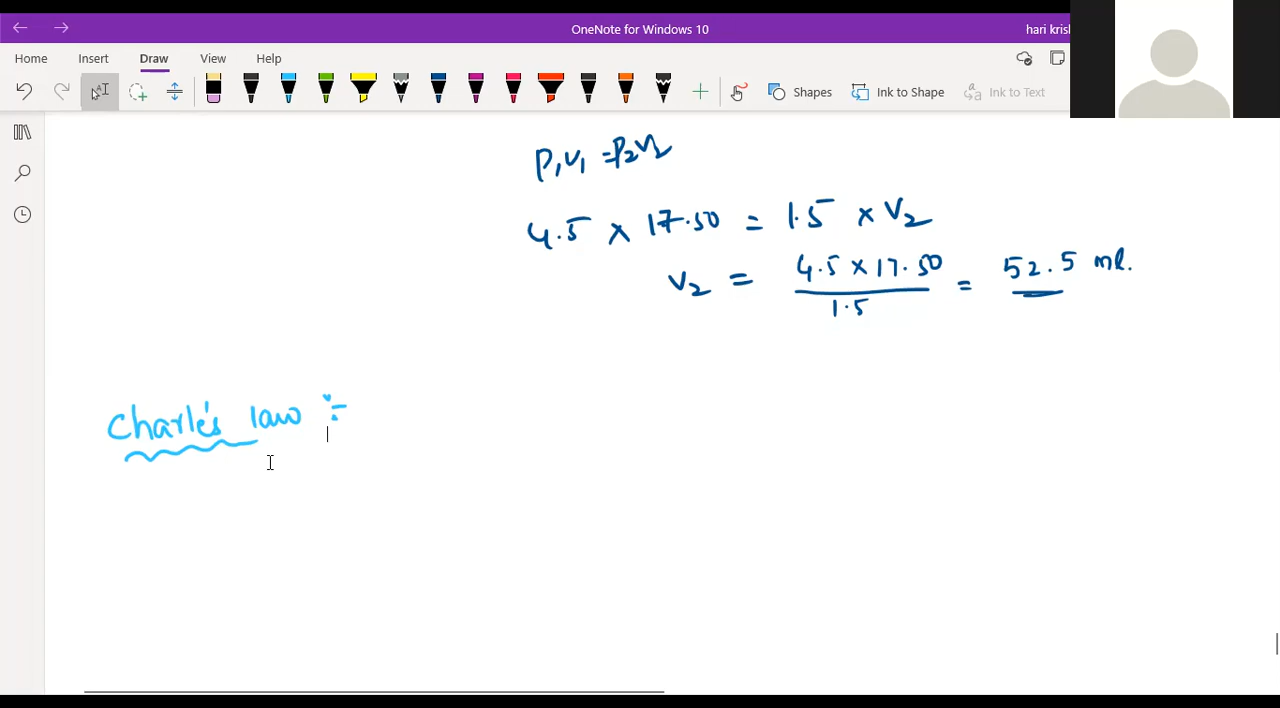 OneNote for Windows 10
hari krish
Home Insert Draw View Help
Shapes Ink to Shape Ink to Text
P₁V₁ = P₂V₂
4.5 × 17.50 = 1.5 × V₂
V₂ = 4.5 × 17.50 / 1.5 = 52.5 ml.
Charle's law :-